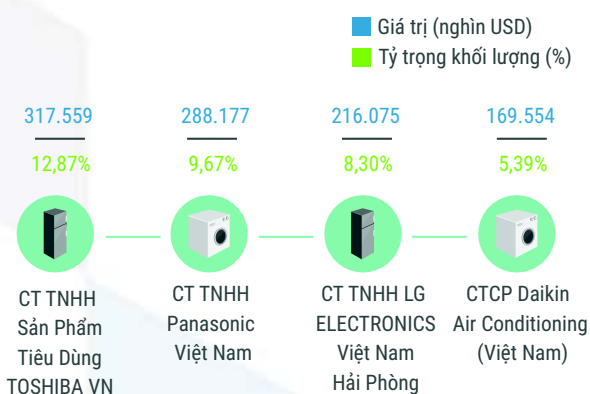 Giá trị (nghìn USD)
Tỷ trọng khối lượng (%)
317.559
12,87%
CT TNHH
Sản Phẩm
Tiêu Dùng
TOSHIBA VN
288.177
9,67%
CT TNHH
Panasonic
Việt Nam
216.075
8,30%
CT TNHH LG
ELECTRONICS
Việt Nam
Hải Phòng
169.554
5,39%
CTCP Daikin
Air Conditioning
(Việt Nam)